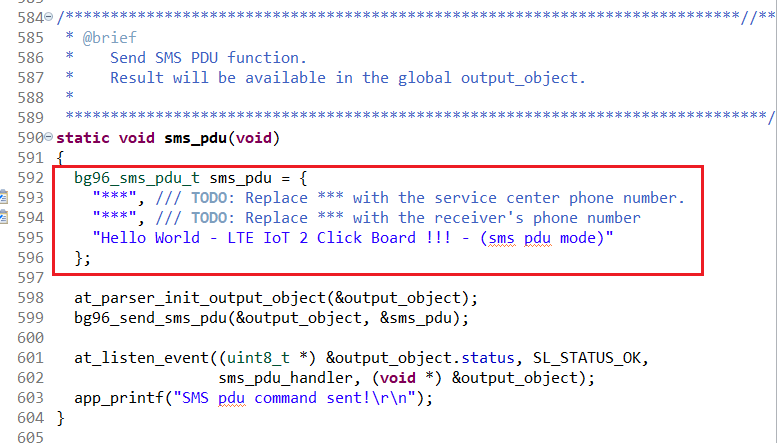 583
584 /***************************************************************************//**
585 * @brief
586 * Send SMS PDU function.
587 * Result will be available in the global output_object.
588 *
589 ******************************************************************************/
590 static void sms_pdu(void)
591 {
592 bg96_sms_pdu_t sms_pdu = {
593 "***", /// TODO: Replace *** with the service center phone number.
594 "***", /// TODO: Replace *** with the receiver's phone number
595 "Hello World - LTE IoT 2 Click Board !!! - (sms pdu mode)"
596 };
597
598 at_parser_init_output_object(&output_object);
599 bg96_send_sms_pdu(&output_object, &sms_pdu);
600
601 at_listen_event((uint8_t *) &output_object.status, SL_STATUS_OK,
602 sms_pdu_handler, (void *) &output_object);
603 app_printf("SMS pdu command sent!\r\n");
604 }
605